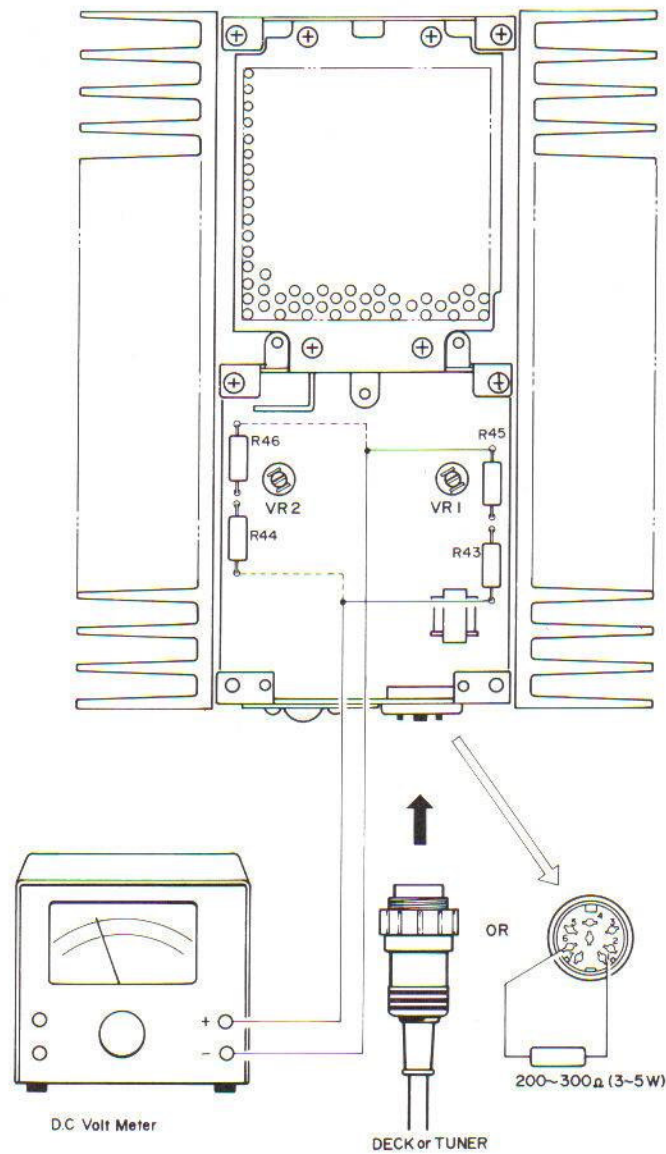 R46
R45
VR2
VR1
R44
R43
+
−
OR
200~300Ω (3~5W)
D.C Volt Meter
DECK or TUNER